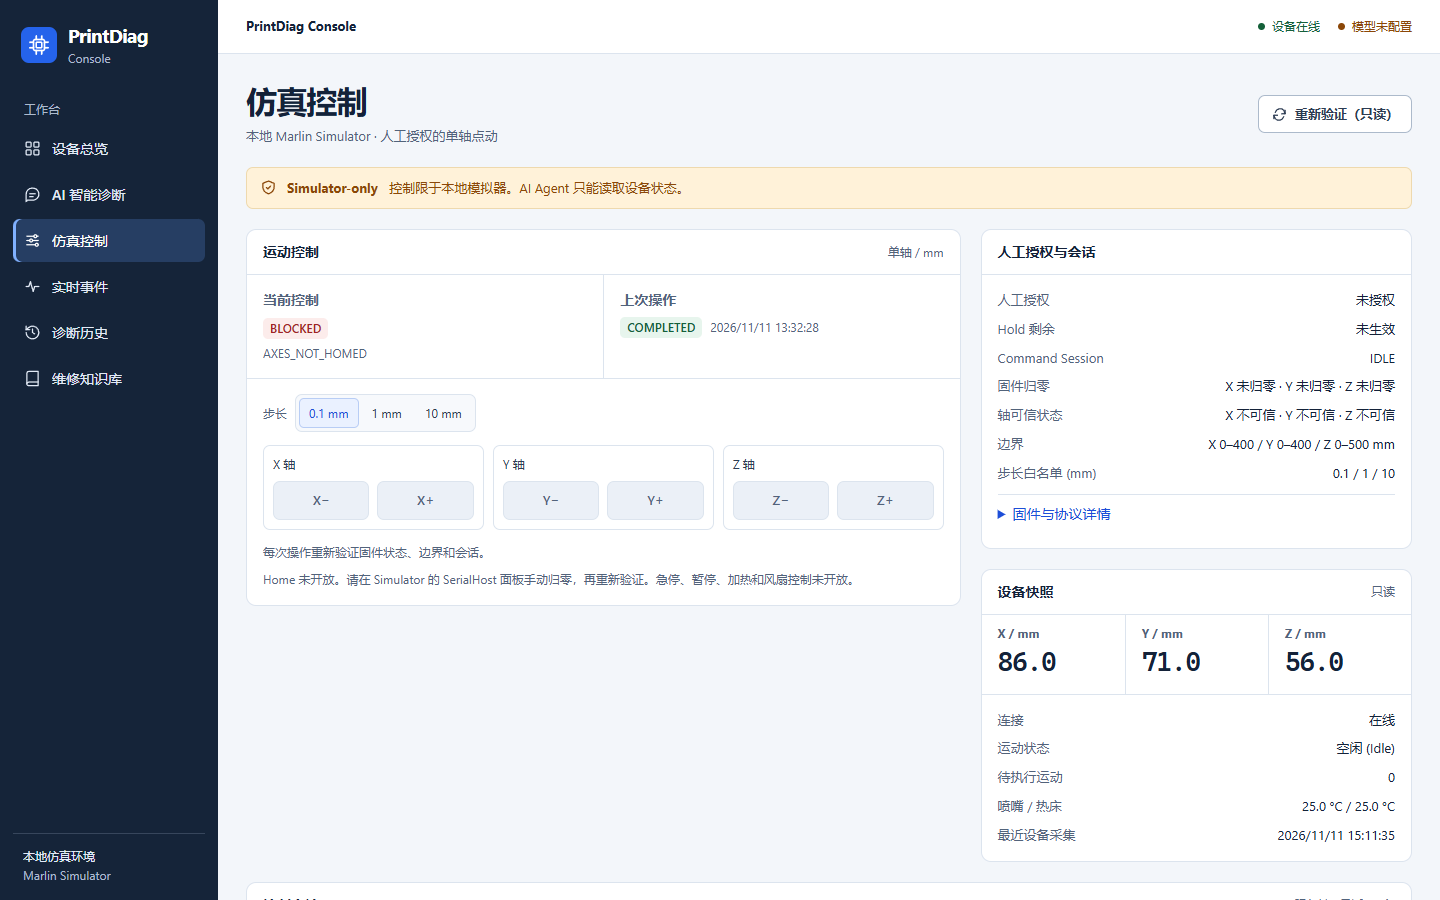 PrintDiag
Console
工作台
设备总览
AI 智能诊断
仿真控制
实时事件
诊断历史
维修知识库
本地仿真环境
Marlin Simulator
PrintDiag Console
设备在线
模型未配置
仿真控制
本地 Marlin Simulator · 人工授权的单轴点动
重新验证（只读）
Simulator-only 控制限于本地模拟器。AI Agent 只能读取设备状态。
运动控制
单轴 / mm
当前控制
BLOCKED
AXES_NOT_HOMED
上次操作
COMPLETED 2026/11/11 13:32:28
步长 0.1 mm 1 mm 10 mm
X 轴
X− X+
Y 轴
Y− Y+
Z 轴
Z− Z+
每次操作重新验证固件状态、边界和会话。
Home 未开放。请在 Simulator 的 SerialHost 面板手动归零，再重新验证。急停、暂停、加热和风扇控制未开放。
人工授权与会话
人工授权 未授权
Hold 剩余 未生效
Command Session IDLE
固件归零 X 未归零 · Y 未归零 · Z 未归零
轴可信状态 X 不可信 · Y 不可信 · Z 不可信
边界 X 0–400 / Y 0–400 / Z 0–500 mm
步长白名单 (mm) 0.1 / 1 / 10
固件与协议详情
设备快照 只读
X / mm
86.0
Y / mm
71.0
Z / mm
56.0
连接 在线
运动状态 空闲 (Idle)
待执行运动 0
喷嘴 / 热床 25.0 °C / 25.0 °C
最近设备采集 2026/11/11 15:11:35